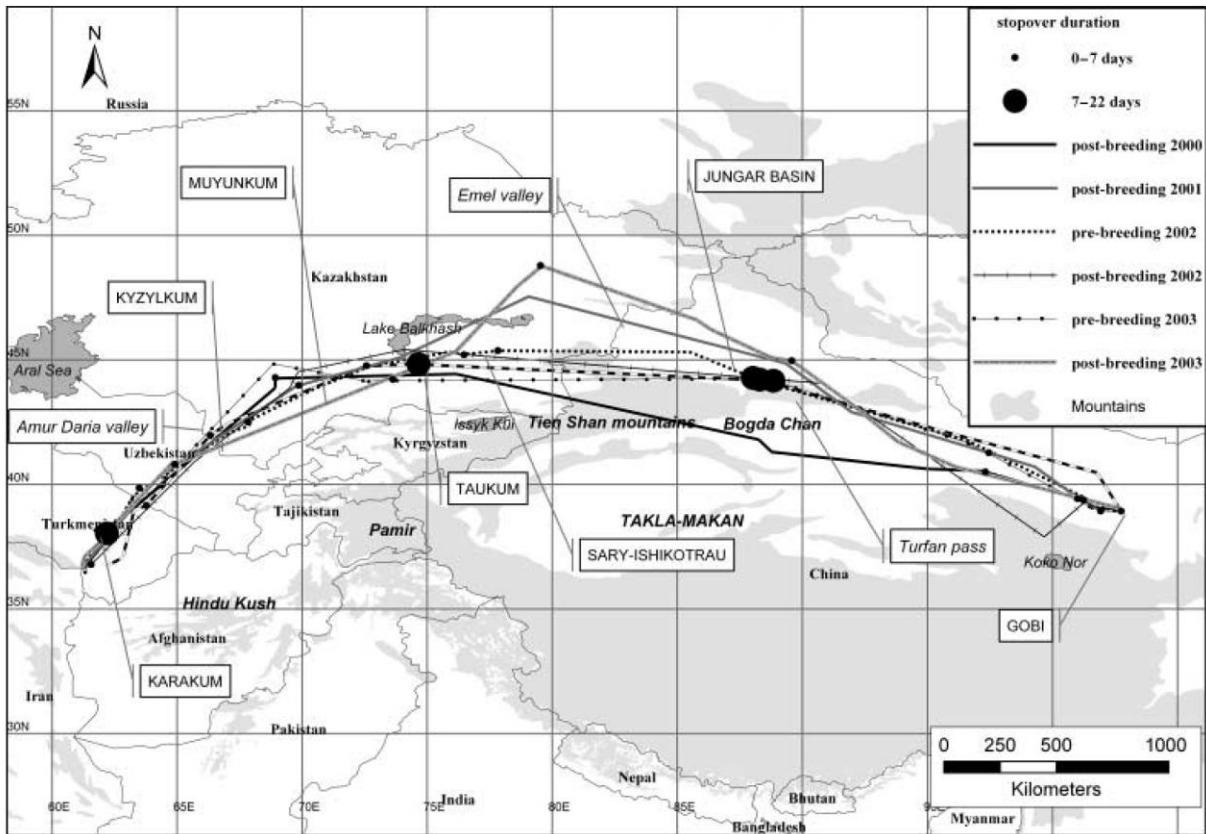 N
stopover duration
0–7 days
7–22 days
post-breeding 2000
post-breeding 2001
pre-breeding 2002
post-breeding 2002
pre-breeding 2003
post-breeding 2003
Mountains
Russia
55N
MUYUNKUM
Emel valley
JUNGAR BASIN
50N
Kazakhstan
KYZYLKUM
Lake Balkhash
45N
Aral Sea
Amur Daria valley
Issyk Kul
Tien Shan mountains
Bogda Chan
Kyrgyzstan
Uzbekistan
40N
TAUKUM
Tajikistan
Turkmenistan
Pamir
TAKLA-MAKAN
SARY-ISHIKOTRAU
Turfan pass
Koko Nor
China
35N
Hindu Kush
GOBI
Afghanistan
KARAKUM
Iran
30N
Pakistan
0 250 500 1000
Kilometers
Nepal
60E 65E 70E 75E 80E 85E
India
Bhutan
Myanmar
Bangladesh